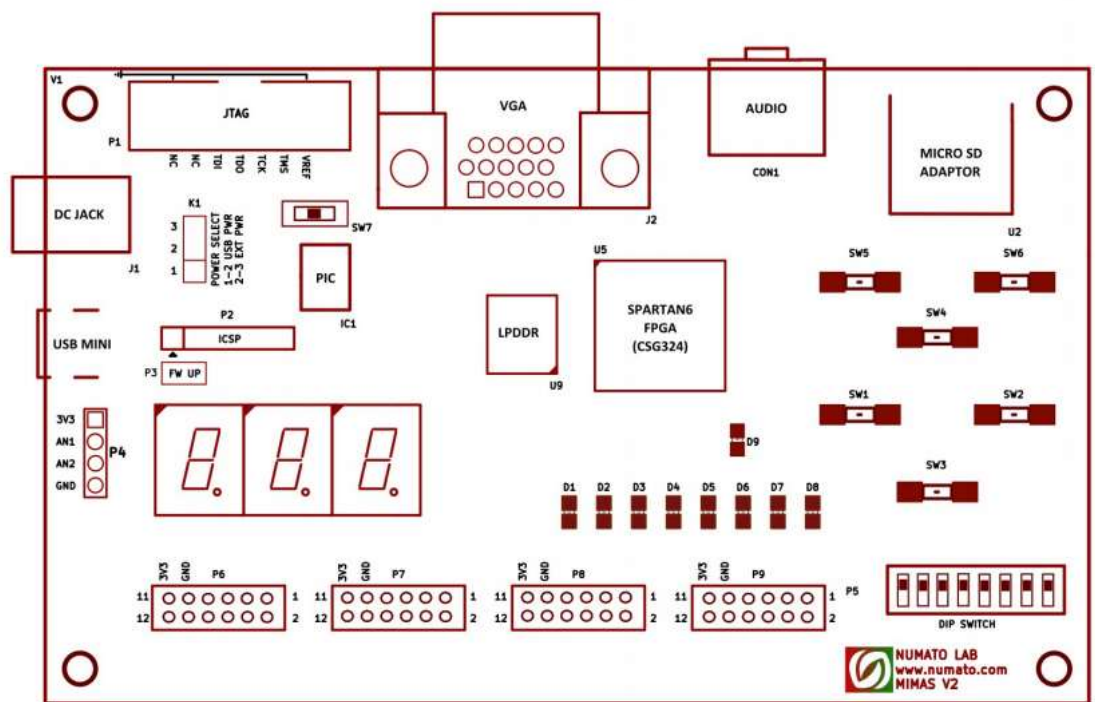 V1
JTAG
P1
NC
NC
TDI
TDO
TCK
TMS
VREF
VGA
J2
AUDIO
CON1
MICRO SD
ADAPTOR
U2
DC JACK
J1
K1
3
2
1
POWER SELECT
1-2 USB PWR
2-3 EXT PWR
SW7
PIC
IC1
USB MINI
P2
ICSP
P3
FW UP
LPDDR
U9
U5
SPARTAN6
FPGA
(CSG324)
SW5
SW6
SW4
SW1
SW2
SW3
3V3
AN1
AN2
GND
P4
8.8.8.
D9
D1 D2 D3 D4 D5 D6 D7 D8
3V3 GND P6
11 1
12 2
3V3 GND P7
11 1
12 2
3V3 GND P8
11 1
12 2
3V3 GND P9
11 1
12 2
P5
DIP SWITCH
NUMATO LAB
www.numato.com
MIMAS V2